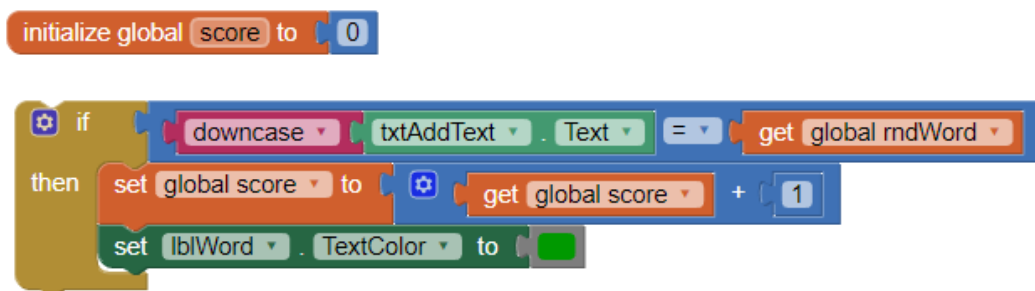 initialize global score to 0
if downcase txtAddText . Text = get global rndWord
then set global score to get global score + 1
set lblWord . TextColor to